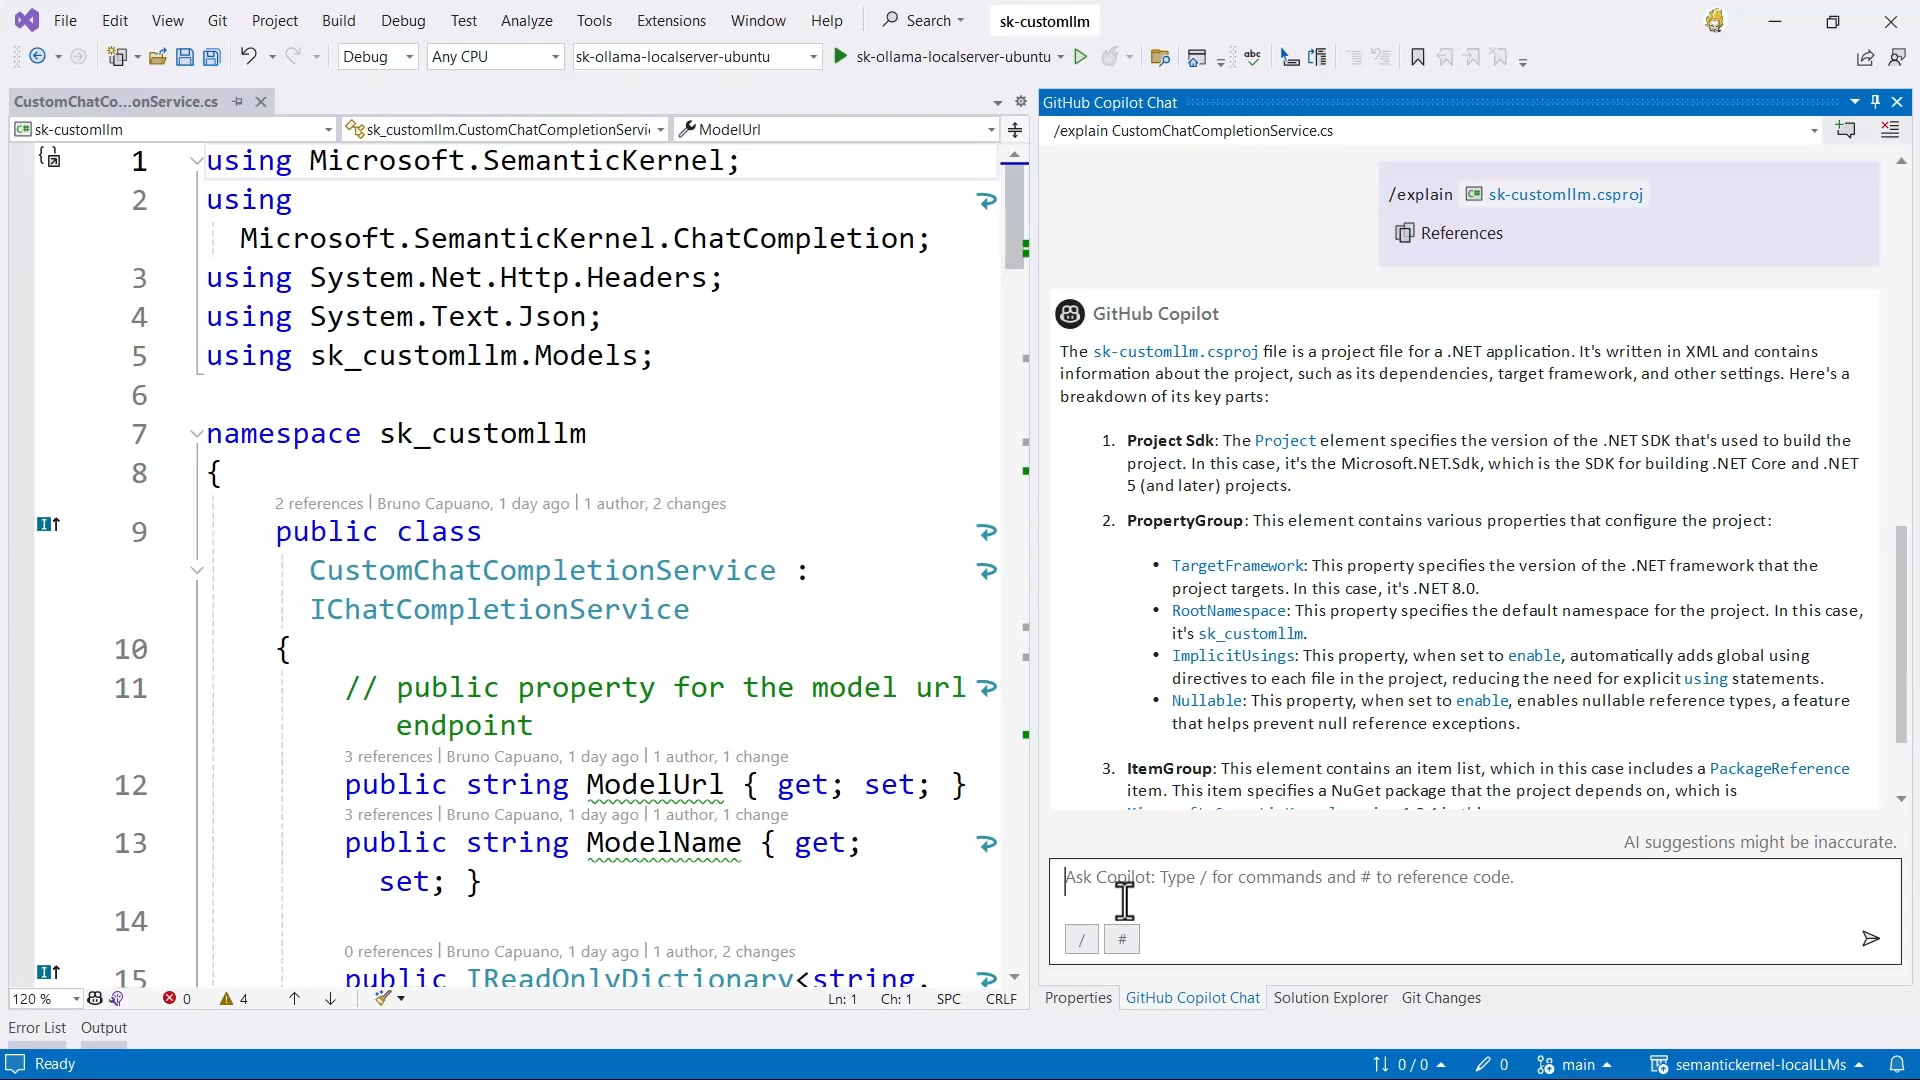 File Edit View Git Project Build Debug Test Analyze Tools Extensions Window Help Search sk-customllm
Debug Any CPU sk-ollama-localserver-ubuntu sk-ollama-localserver-ubuntu abc
CustomChatCo...onService.cs
sk-customllm sk_customllm.CustomChatCompletionServi ModelUrl
1 using Microsoft.SemanticKernel;
2 using
Microsoft.SemanticKernel.ChatCompletion;
3 using System.Net.Http.Headers;
4 using System.Text.Json;
5 using sk_customllm.Models;
6
7 namespace sk_customllm
8 {
2 references | Bruno Capuano, 1 day ago | 1 author, 2 changes
9 public class
CustomChatCompletionService :
IChatCompletionService
10 {
11 // public property for the model url
endpoint
3 references | Bruno Capuano, 1 day ago | 1 author, 1 change
12 public string ModelUrl { get; set; }
3 references | Bruno Capuano, 1 day ago | 1 author, 1 change
13 public string ModelName { get;
set; }
14
0 references | Bruno Capuano, 1 day ago | 1 author, 2 changes
15 public IReadOnlyDictionary<string,
120 % 0 4 Ln: 1 Ch: 1 SPC CRLF
Error List Output
GitHub Copilot Chat
/explain CustomChatCompletionService.cs
/explain sk-customllm.csproj
References
GitHub Copilot
The sk-customllm.csproj file is a project file for a .NET application. It's written in XML and contains
information about the project, such as its dependencies, target framework, and other settings. Here's a
breakdown of its key parts:
1. Project Sdk: The Project element specifies the version of the .NET SDK that's used to build the
project. In this case, it's the Microsoft.NET.Sdk, which is the SDK for building .NET Core and .NET
5 (and later) projects.
2. PropertyGroup: This element contains various properties that configure the project:
• TargetFramework: This property specifies the version of the .NET framework that the
project targets. In this case, it's .NET 8.0.
• RootNamespace: This property specifies the default namespace for the project. In this case,
it's sk_customllm.
• ImplicitUsings: This property, when set to enable, automatically adds global using
directives to each file in the project, reducing the need for explicit using statements.
• Nullable: This property, when set to enable, enables nullable reference types, a feature
that helps prevent null reference exceptions.
3. ItemGroup: This element contains an item list, which in this case includes a PackageReference
item. This item specifies a NuGet package that the project depends on, which is
AI suggestions might be inaccurate.
Ask Copilot: Type / for commands and # to reference code.
/ #
Properties GitHub Copilot Chat Solution Explorer Git Changes
Ready 0 / 0 0 main semantickernel-localLLMs